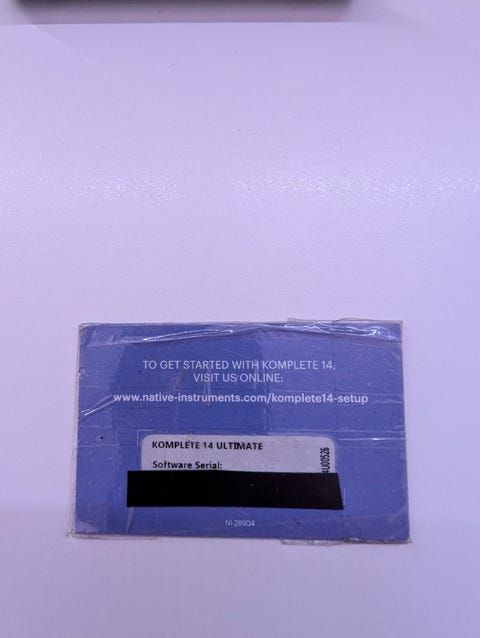 TO GET STARTED WITH KOMPLETE 14,
VISIT US ONLINE:
www.native-instruments.com/komplete14-setup
KOMPLETE 14 ULTIMATE
Software Serial:
NI-28904